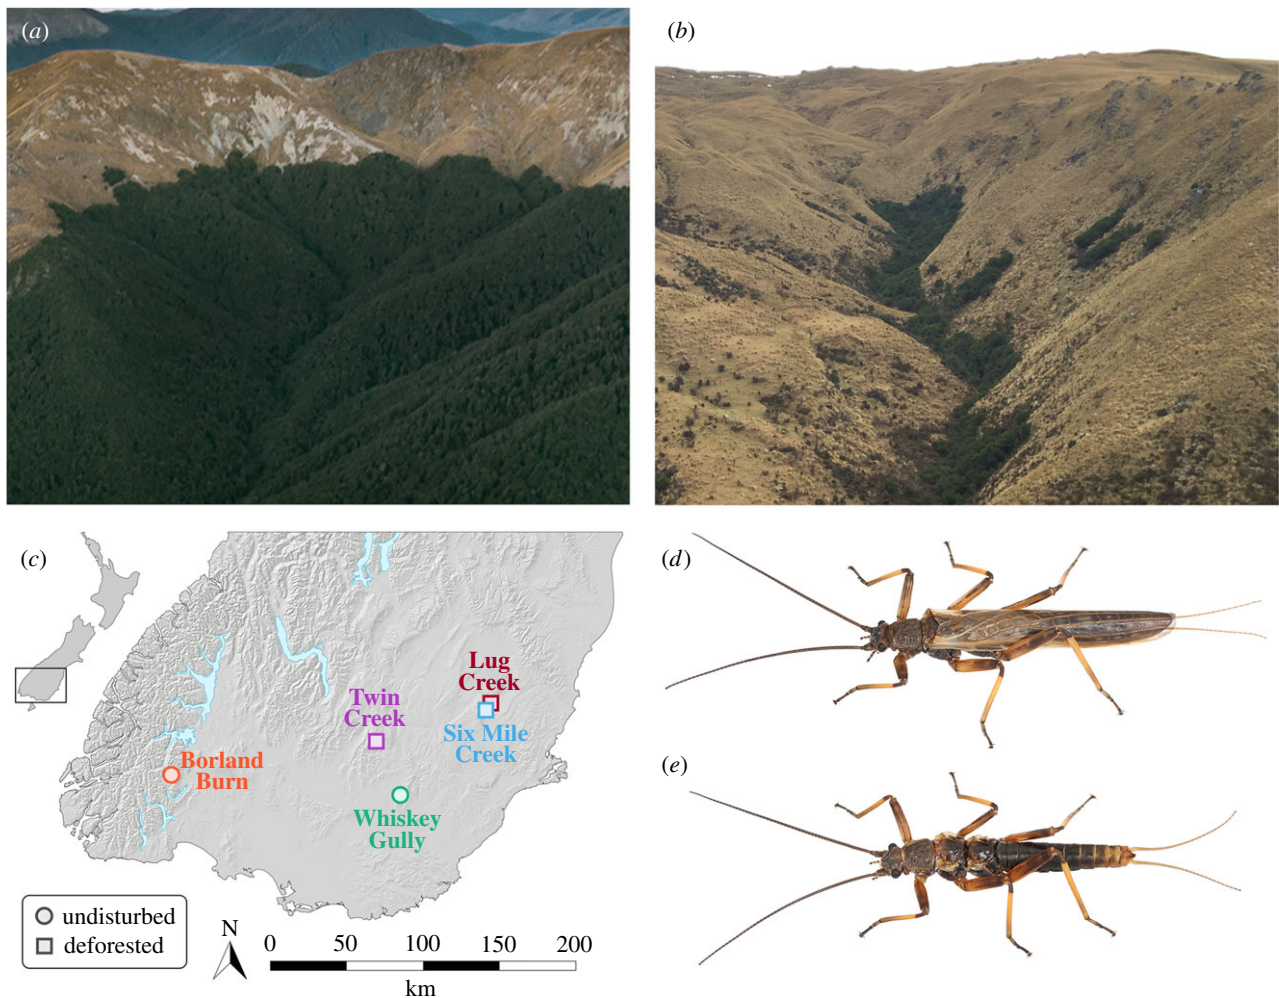 (a)
(b)
(c)
Lug
Creek
Twin
Creek
Six Mile
Creek
Borland
Burn
Whiskey
Gully
undisturbed
deforested
N
0 50 100 150 200
km
(d)
(e)